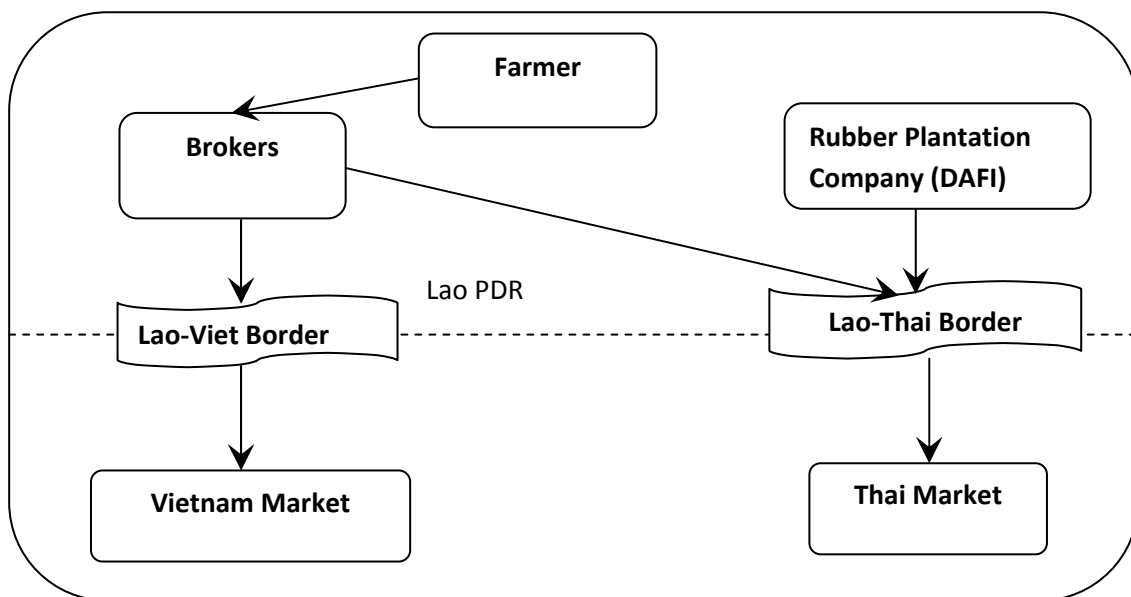 Farmer
Brokers
Rubber Plantation
Company (DAFI)
Lao PDR
Lao-Viet Border
Lao-Thai Border
Vietnam Market
Thai Market